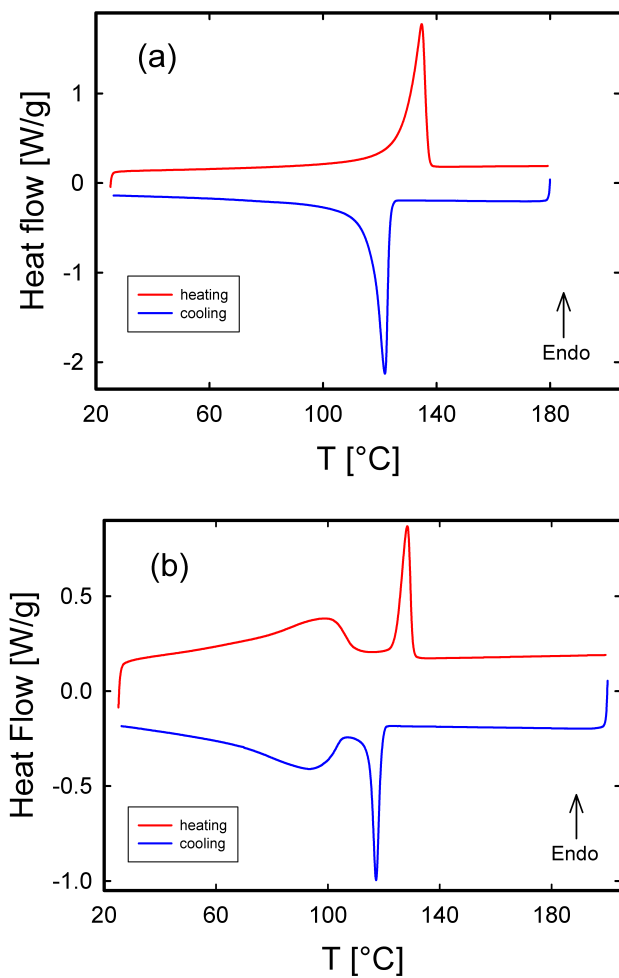 (a)
Heat flow [W/g]
1
0
-1
-2
heating
cooling
Endo
20
60
100
140
180
T [°C]
(b)
Heat Flow [W/g]
0.5
0.0
-0.5
-1.0
heating
cooling
Endo
20
60
100
140
180
T [°C]